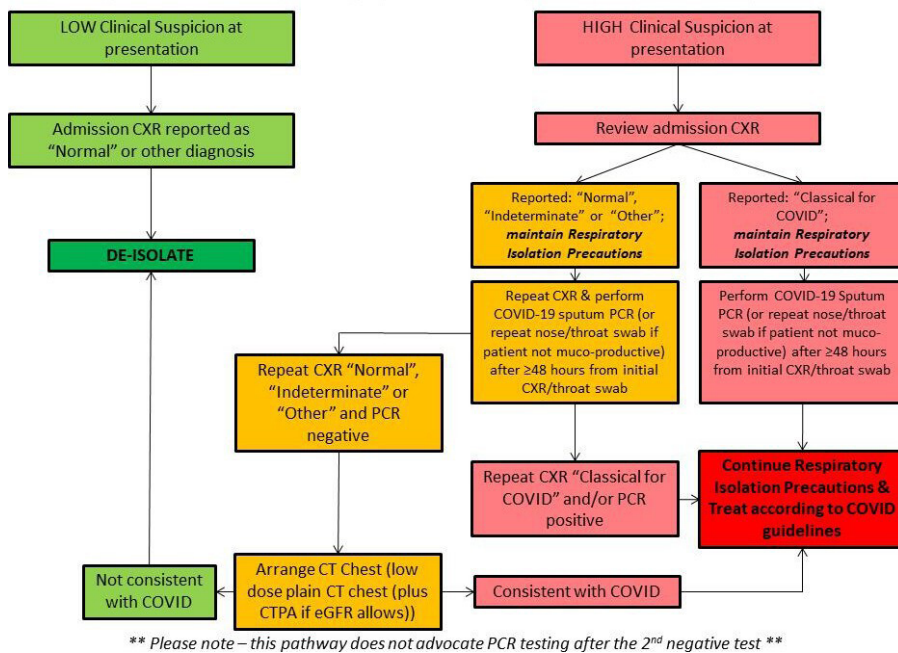 LOW Clinical Suspicion at
presentation
HIGH Clinical Suspicion at
presentation
Admission CXR reported as
“Normal” or other diagnosis
Review admission CXR
DE-ISOLATE
Reported: “Normal”,
“Indeterminate” or “Other”;
maintain Respiratory
Isolation Precautions
Reported: “Classical for
COVID”;
maintain Respiratory
Isolation Precautions
Repeat CXR & perform
COVID-19 sputum PCR (or
repeat nose/throat swab if
patient not muco-productive)
after ≥48 hours from initial
CXR/throat swab
Perform COVID-19 Sputum
PCR (or repeat nose/throat
swab if patient not muco-
productive) after ≥48 hours
from initial CXR/throat swab
Repeat CXR “Normal”,
“Indeterminate” or
“Other” and PCR
negative
Repeat CXR “Classical for
COVID” and/or PCR
positive
Continue Respiratory
Isolation Precautions &
Treat according to COVID
guidelines
Not consistent
with COVID
Arrange CT Chest (low
dose plain CT chest (plus
CTPA if eGFR allows))
Consistent with COVID
** Please note – this pathway does not advocate PCR testing after the 2nd negative test **